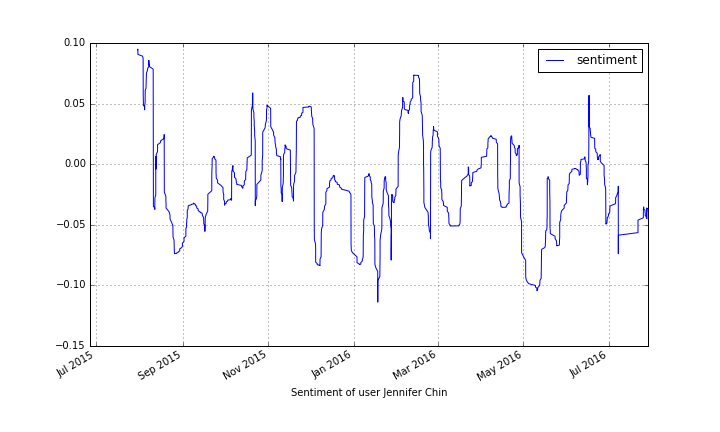 0.10
sentiment
0.05
0.00
−0.05
−0.10
−0.15
Jul 2015
Sep 2015
Nov 2015
Jan 2016
Mar 2016
May 2016
Jul 2016
Sentiment of user Jennifer Chin